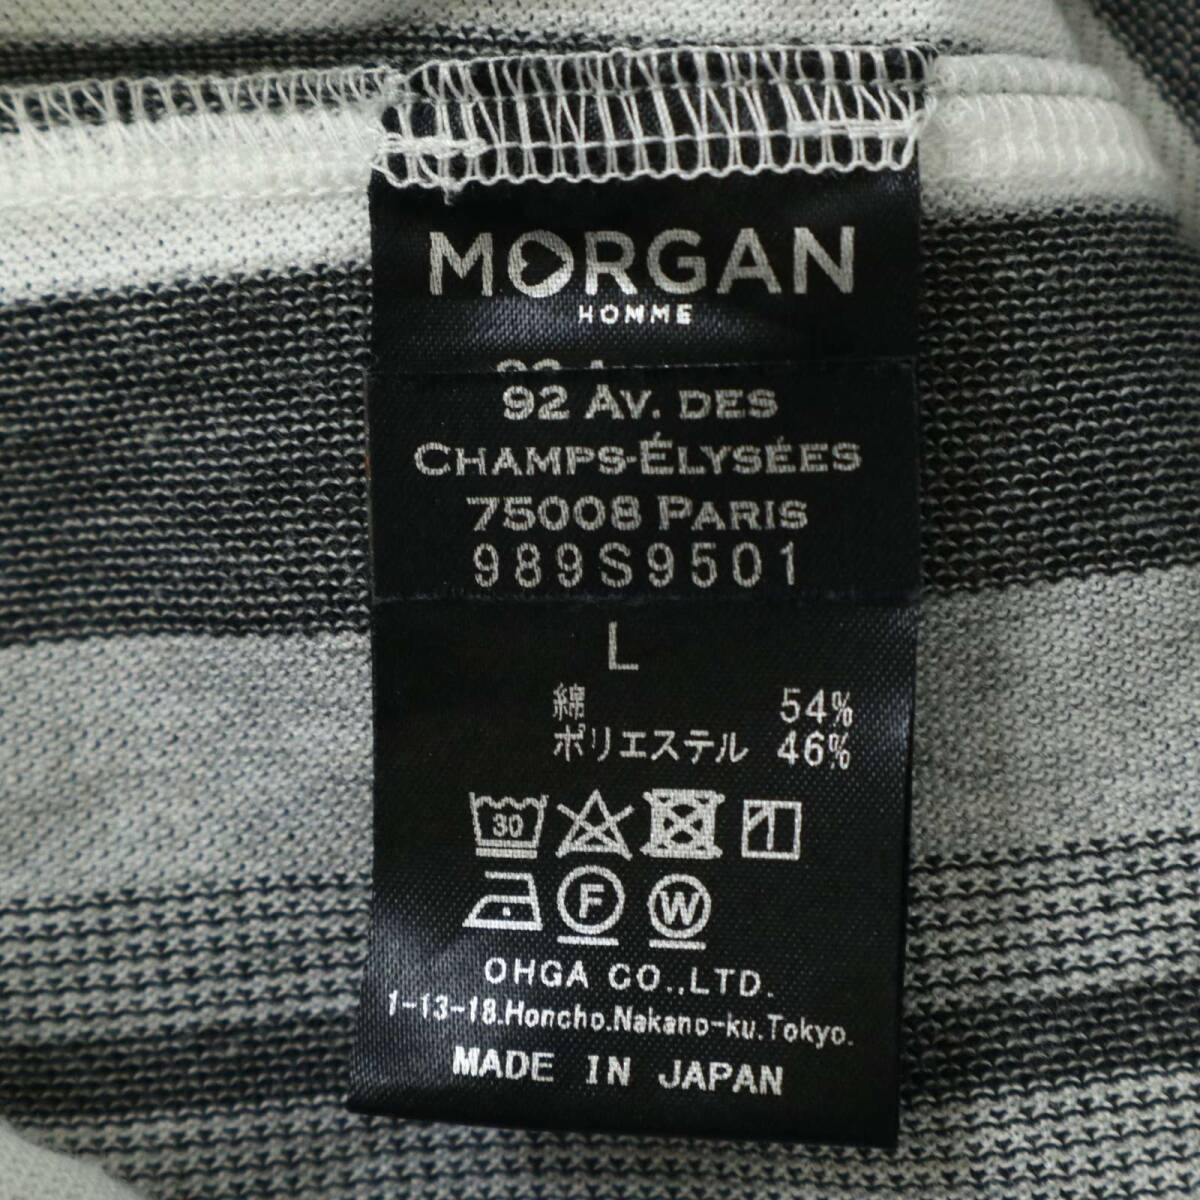 MORGAN
HOMME
92 AV. DES
CHAMPS-ÉLYSÉES
75008 PARIS
989S9501
L
綿 54%
ポリエステル 46%
30
F W
OHGA CO.,LTD.
1-13-18.Honcho.Nakano-ku.Tokyo.
MADE IN JAPAN